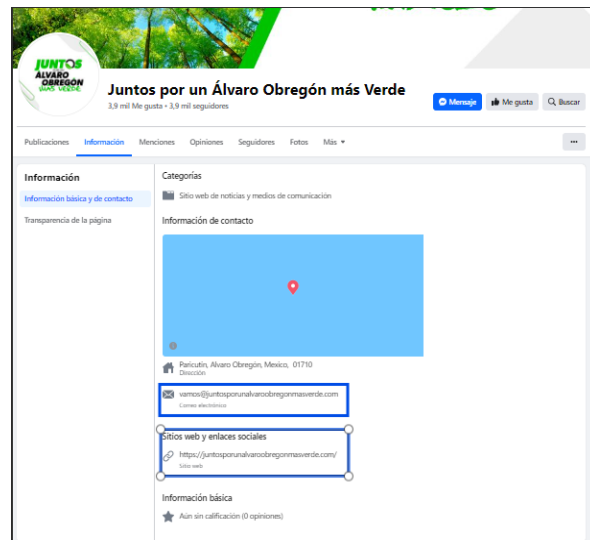 JUNTOS
ALVARO
OBREGÓN
MÁS VERDE
Juntos por un Álvaro Obregón más Verde
3,9 mil Me gusta • 3,9 mil seguidores
Mensaje
Me gusta
Buscar
Publicaciones
Información
Menciones
Opiniones
Seguidores
Fotos
Más
Información
Información básica y de contacto
Transparencia de la página
Categorías
Sitio web de noticias y medios de comunicación
Información de contacto
Paricutín, Alvaro Obregón, Mexico, 01710
Dirección
vamos@juntosporunalvaroobregonmasverde.com
Correo electrónico
Sitios web y enlaces sociales
https://juntosporunalvaroobregonmasverde.com/
Sitio web
Información básica
Aún sin calificación (0 opiniones)